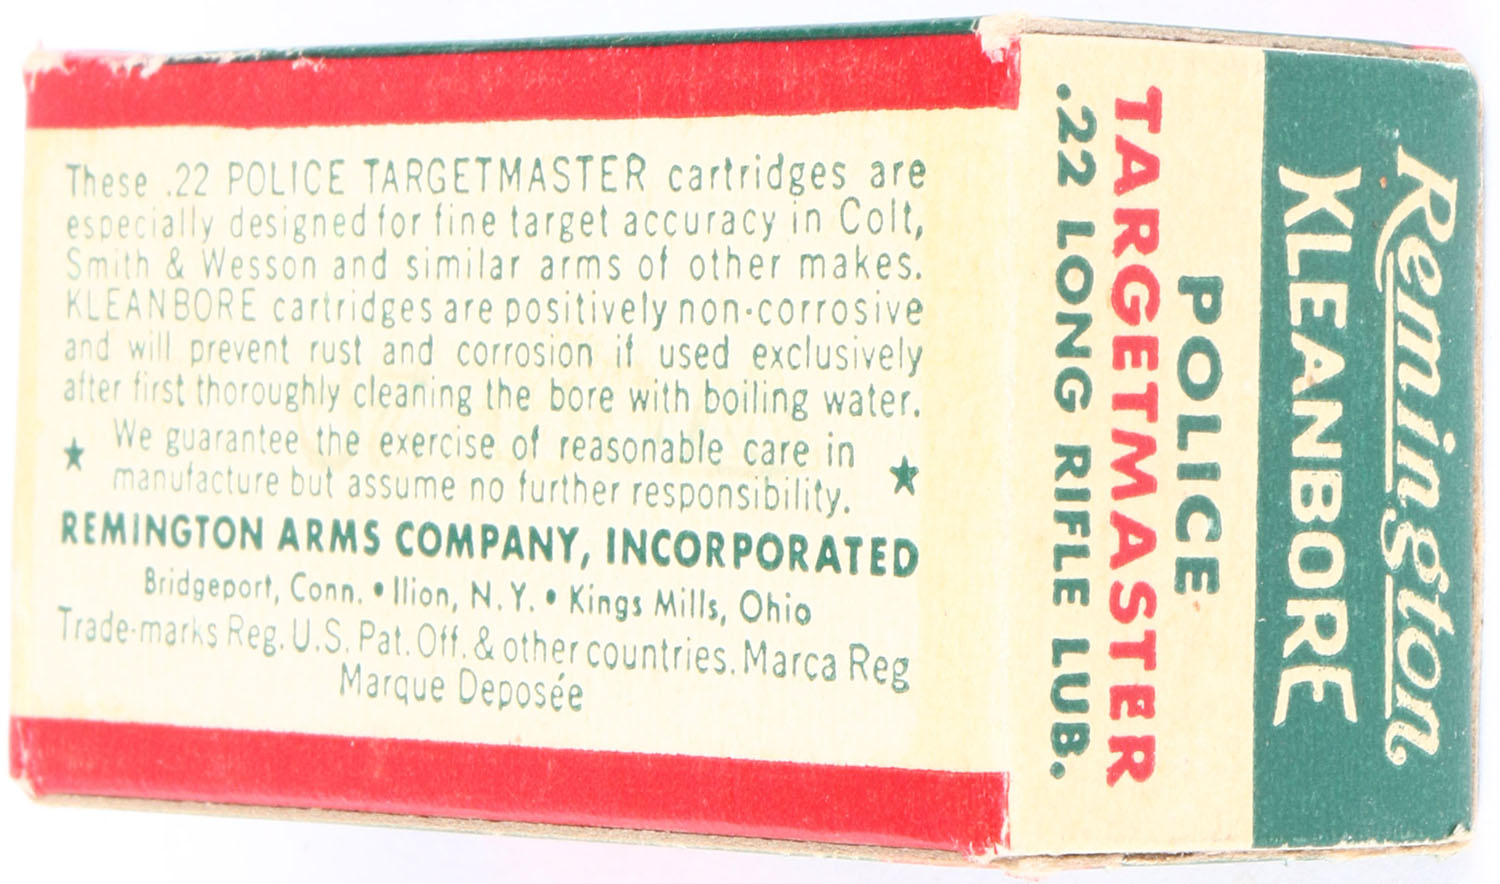 These .22 POLICE TARGETMASTER cartridges are
especially designed for fine target accuracy in Colt,
Smith & Wesson and similar arms of other makes.
KLEANBORE cartridges are positively non-corrosive
and will prevent rust and corrosion if used exclusively
after first thoroughly cleaning the bore with boiling water.
We guarantee the exercise of reasonable care in
manufacture but assume no further responsibility.
REMINGTON ARMS COMPANY, INCORPORATED
Bridgeport, Conn. • Ilion, N.Y. • Kings Mills, Ohio
Trade-marks Reg. U.S. Pat. Off. & other countries. Marca Reg
Marque Deposée
Remington
KLEANBORE
POLICE
TARGETMASTER
.22 LONG RIFLE LUB.